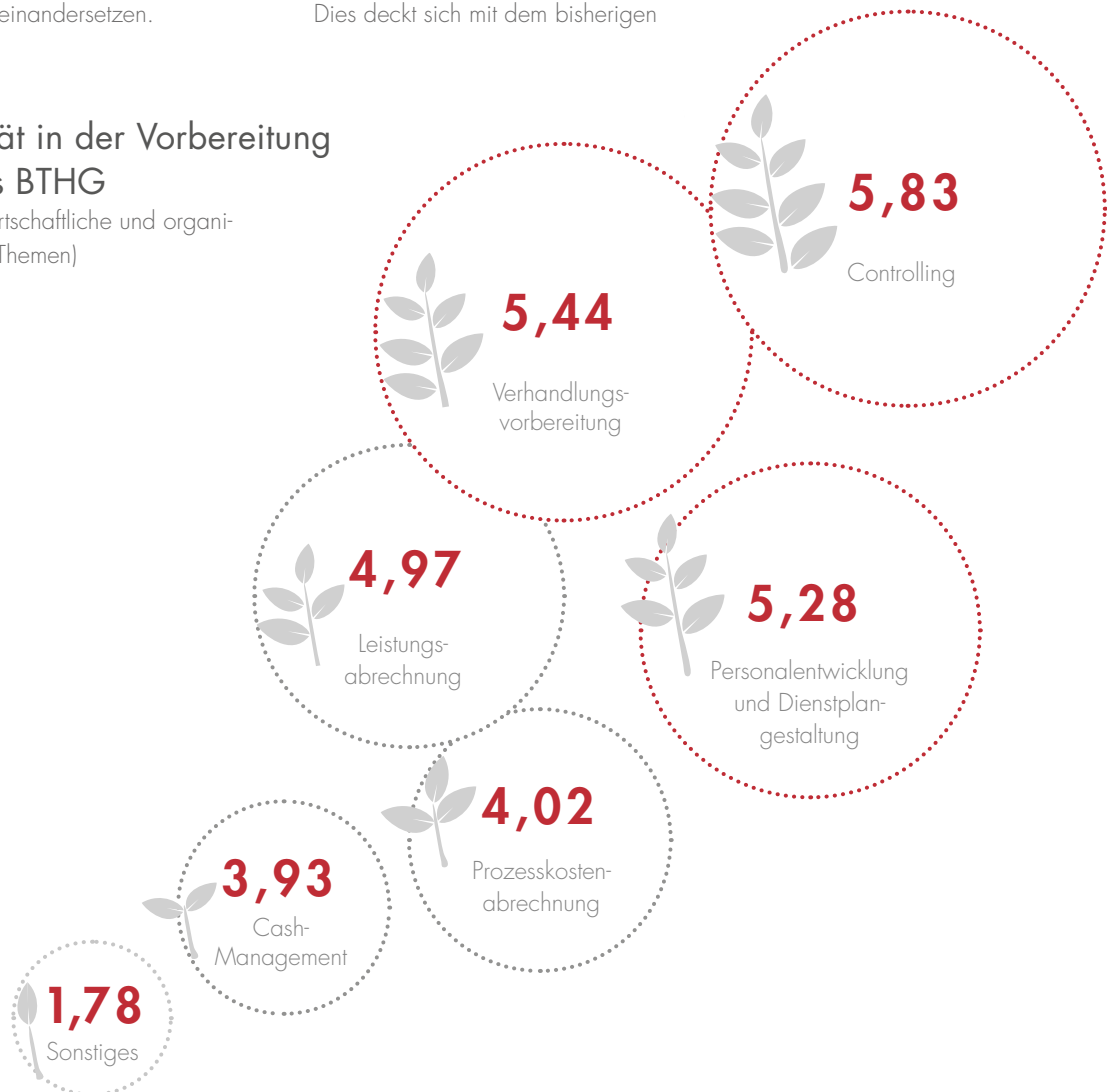 einandersetzen.
Dies deckt sich mit dem bisherigen
ät in der Vorbereitung
s BTHG
rtschaftliche und organi-
Themen)
5,83
Controlling
5,44
Verhandlungs-
vorbereitung
4,97
Leistungs-
abrechnung
5,28
Personalentwicklung
und Dienstplan-
gestaltung
4,02
Prozesskosten-
abrechnung
3,93
Cash-
Management
1,78
Sonstiges